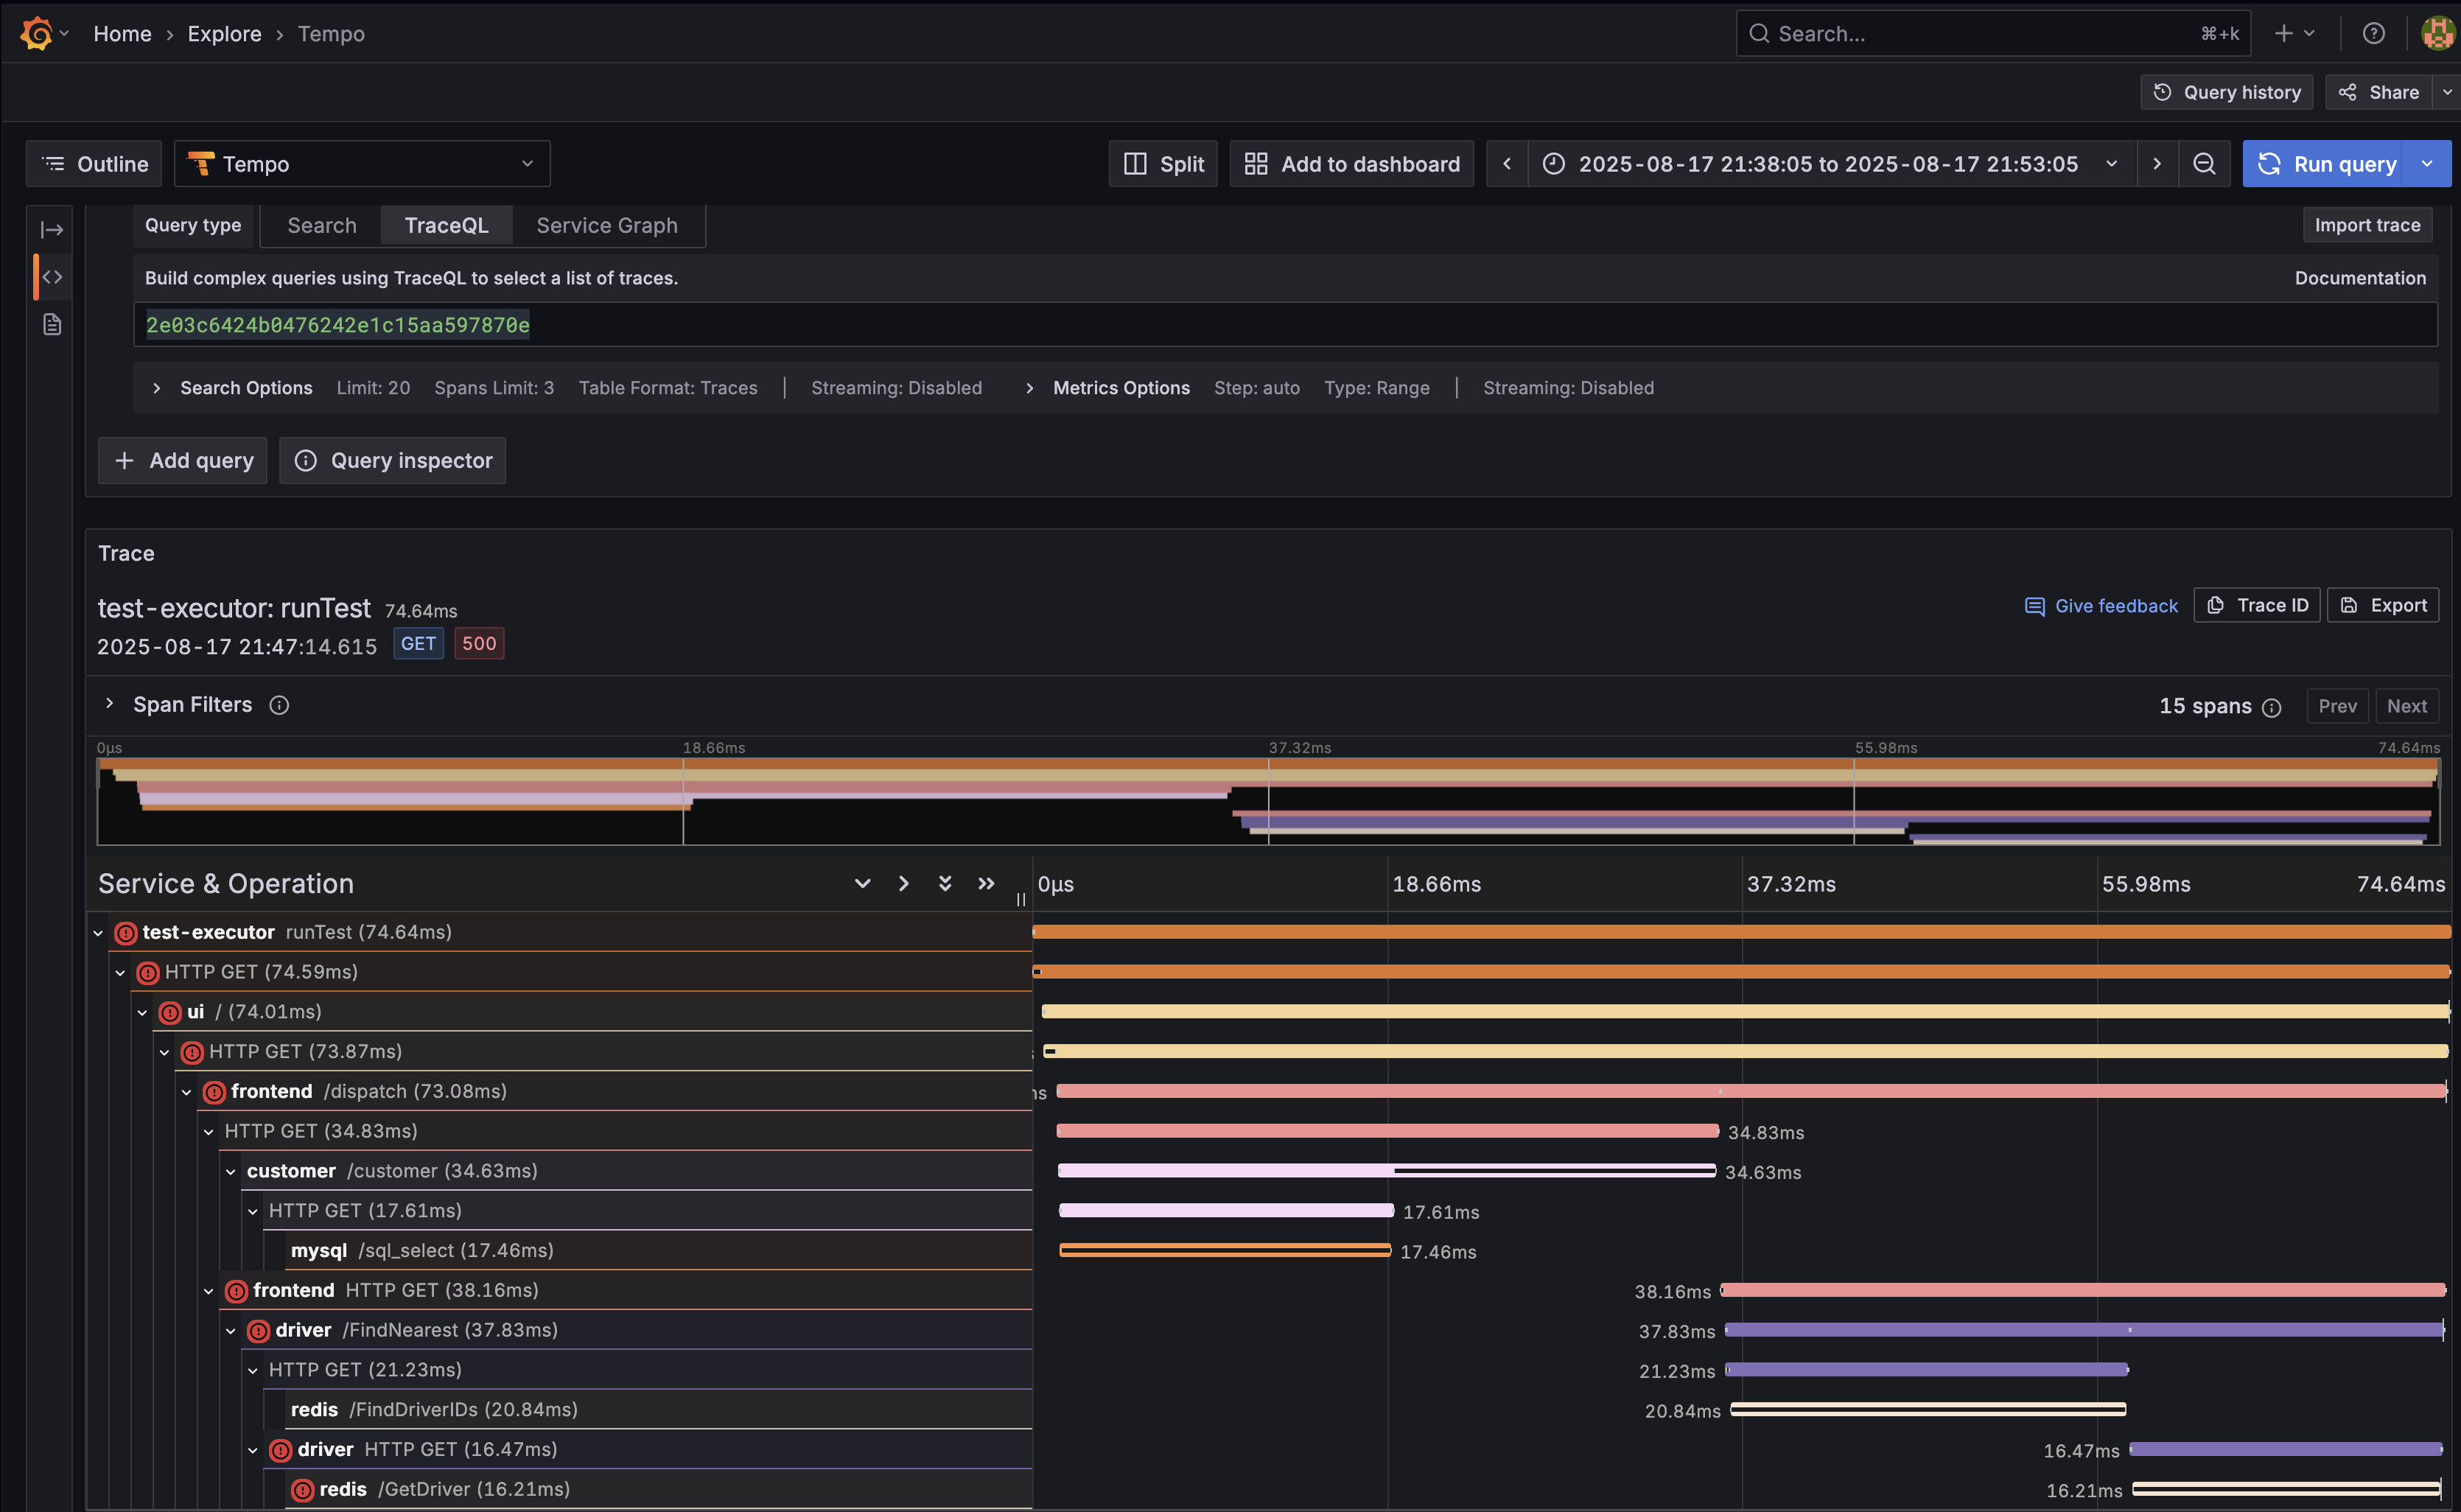 Home › Explore › Tempo
Search... ⌘+k
Query history Share
Outline Tempo Split Add to dashboard 2025-08-17 21:38:05 to 2025-08-17 21:53:05 Run query
Query type Search TraceQL Service Graph Import trace
Build complex queries using TraceQL to select a list of traces. Documentation
2e03c6424b0476242e1c15aa597870e
Search Options Limit: 20 Spans Limit: 3 Table Format: Traces | Streaming: Disabled Metrics Options Step: auto Type: Range | Streaming: Disabled
+ Add query Query inspector
Trace
test-executor: runTest 74.64ms
Give feedback Trace ID Export
2025-08-17 21:47:14.615 GET 500
Span Filters 15 spans Prev Next
0μs 18.66ms 37.32ms 55.98ms 74.64ms
Service & Operation 0μs 18.66ms 37.32ms 55.98ms 74.64ms
test-executor runTest (74.64ms)
HTTP GET (74.59ms)
ui / (74.01ms)
HTTP GET (73.87ms)
frontend /dispatch (73.08ms)
HTTP GET (34.83ms) 34.83ms
customer /customer (34.63ms) 34.63ms
HTTP GET (17.61ms) 17.61ms
mysql /sql_select (17.46ms) 17.46ms
frontend HTTP GET (38.16ms) 38.16ms
driver /FindNearest (37.83ms) 37.83ms
HTTP GET (21.23ms) 21.23ms
redis /FindDriverIDs (20.84ms) 20.84ms
driver HTTP GET (16.47ms) 16.47ms
redis /GetDriver (16.21ms) 16.21ms